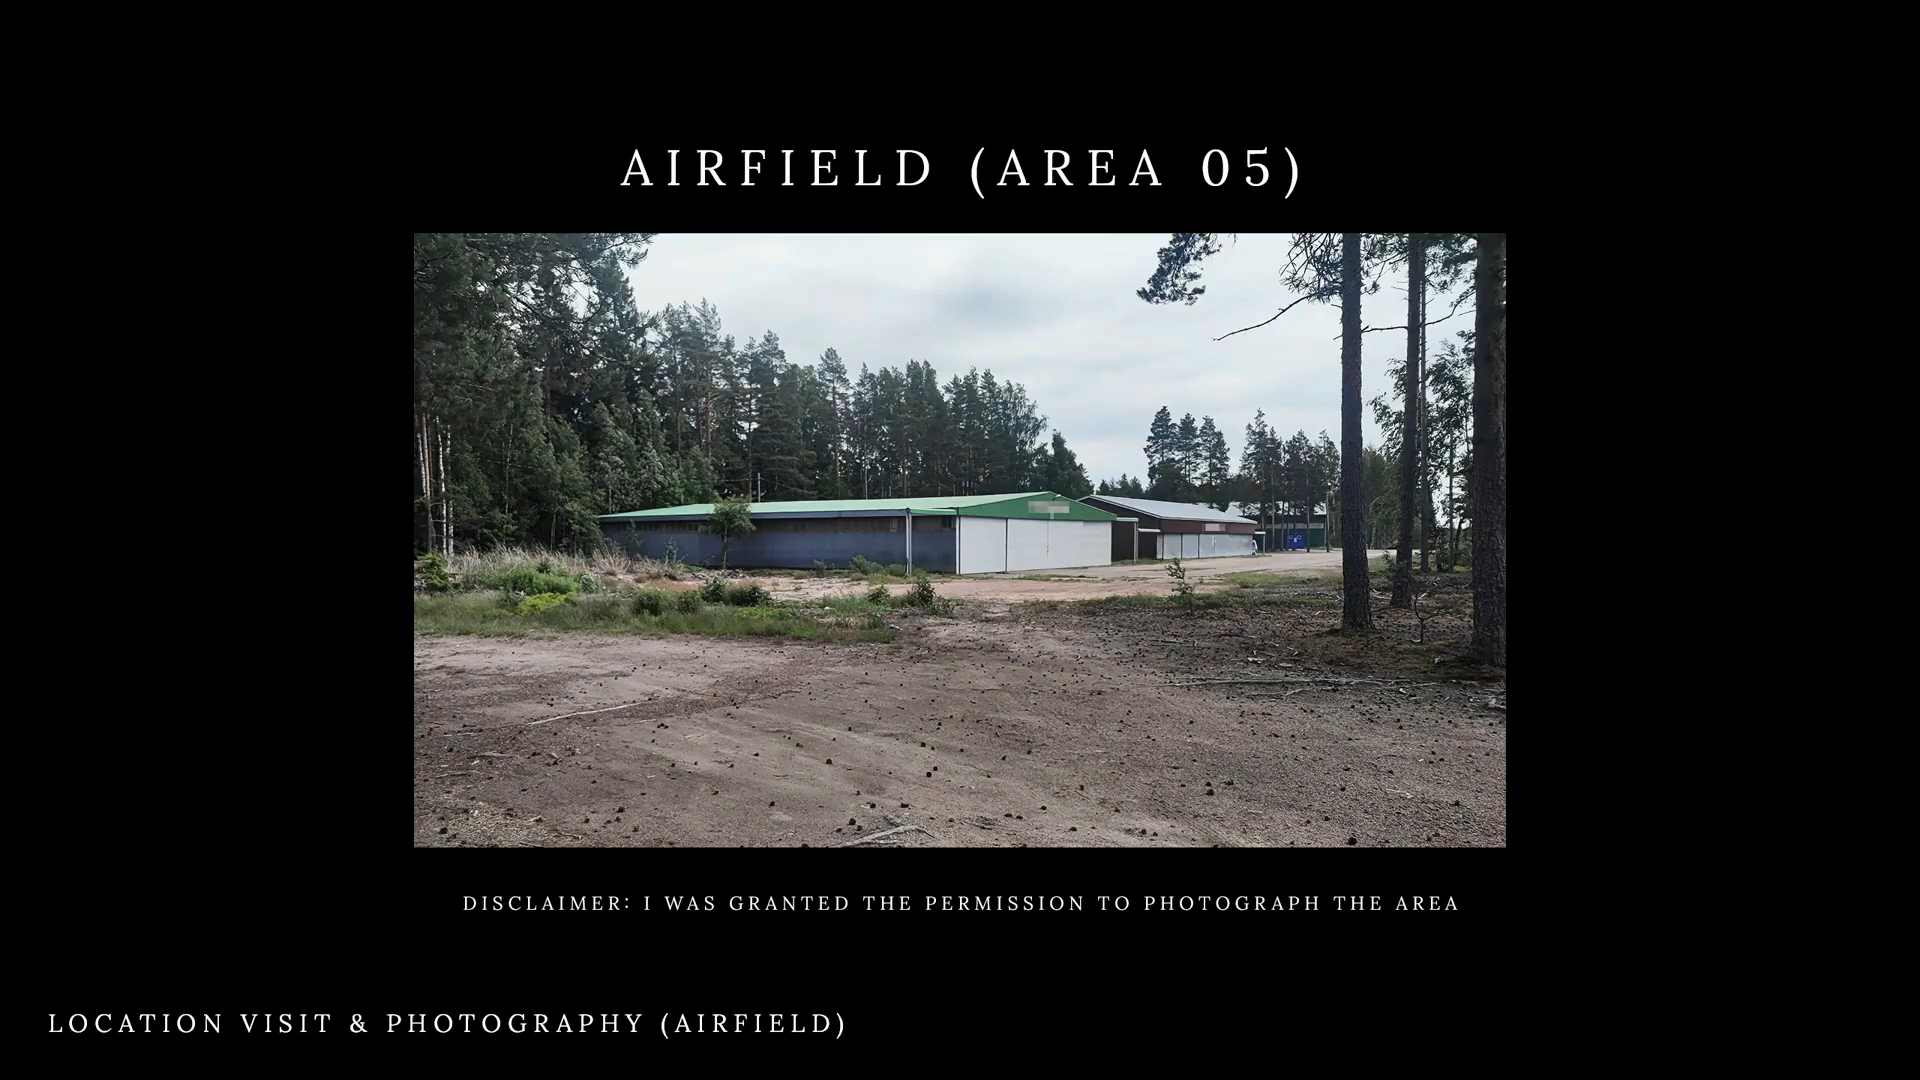 AIRFIELD (AREA 05)
DISCLAIMER: I WAS GRANTED THE PERMISSION TO PHOTOGRAPH THE AREA
LOCATION VISIT & PHOTOGRAPHY (AIRFIELD)